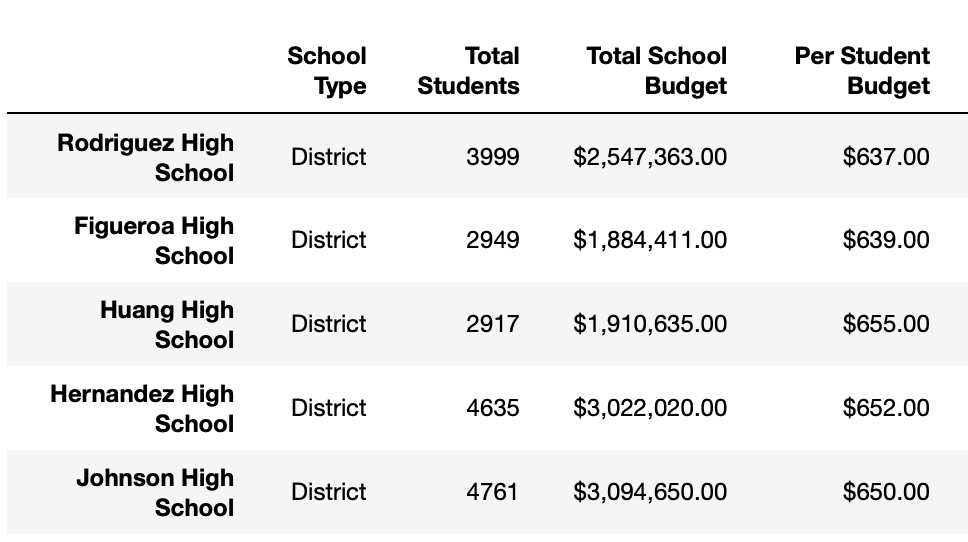 School Total Total School Per Student
Type Students Budget Budget
Rodriguez High
School District 3999 $2,547,363.00 $637.00
Figueroa High
School District 2949 $1,884,411.00 $639.00
Huang High
School District 2917 $1,910,635.00 $655.00
Hernandez High
School District 4635 $3,022,020.00 $652.00
Johnson High
School District 4761 $3,094,650.00 $650.00